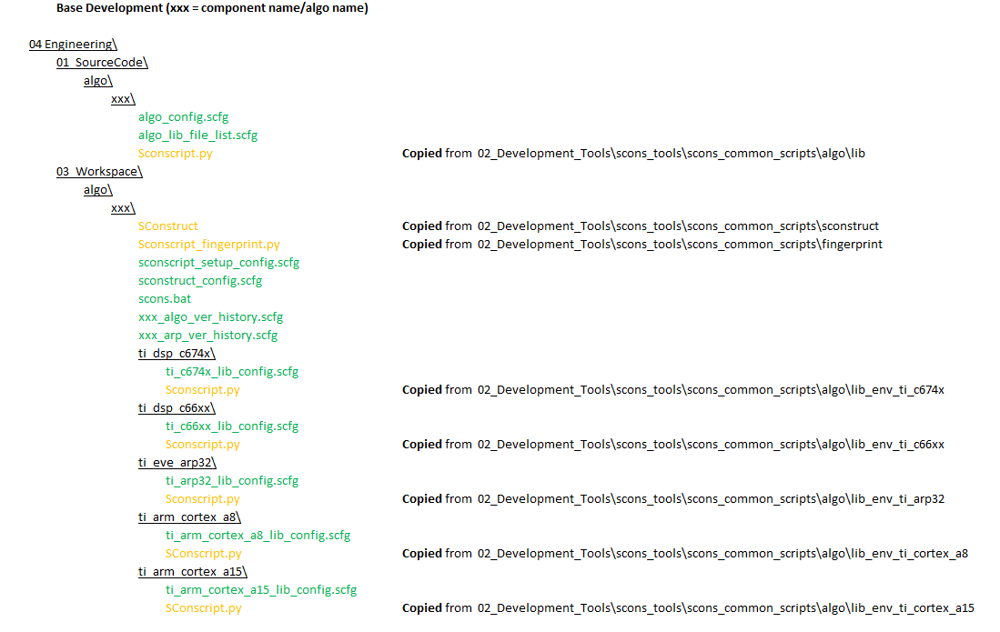 Base Development (xxx = component name/algo name)
04 Engineering\
01_SourceCode\
algo\
xxx\
algo_config.scfg
algo_lib_file_list.scfg
Sconscript.py Copied from 02_Development_Tools\scons_tools\scons_common_scripts\algo\lib
03_Workspace\
algo\
xxx\
SConstruct Copied from 02_Development_Tools\scons_tools\scons_common_scripts\sconstruct
Sconscript_fingerprint.py Copied from 02_Development_Tools\scons_tools\scons_common_scripts\fingerprint
sconscript_setup_config.scfg
sconstruct_config.scfg
scons.bat
xxx_algo_ver_history.scfg
xxx_arp_ver_history.scfg
ti_dsp_c674x\
ti_c674x_lib_config.scfg
Sconscript.py Copied from 02_Development_Tools\scons_tools\scons_common_scripts\algo\lib_env_ti_c674x
ti_dsp_c66xx\
ti_c66xx_lib_config.scfg
Sconscript.py Copied from 02_Development_Tools\scons_tools\scons_common_scripts\algo\lib_env_ti_c66xx
ti_eve_arp32\
ti_arp32_lib_config.scfg
Sconscript.py Copied from 02_Development_Tools\scons_tools\scons_common_scripts\algo\lib_env_ti_arp32
ti_arm_cortex_a8\
ti_arm_cortex_a8_lib_config.scfg
SConscript.py Copied from 02_Development_Tools\scons_tools\scons_common_scripts\algo\lib_env_ti_cortex_a8
ti_arm_cortex_a15\
ti_arm_cortex_a15_lib_config.scfg
SConscript.py Copied from 02_Development_Tools\scons_tools\scons_common_scripts\algo\lib_env_ti_cortex_a15